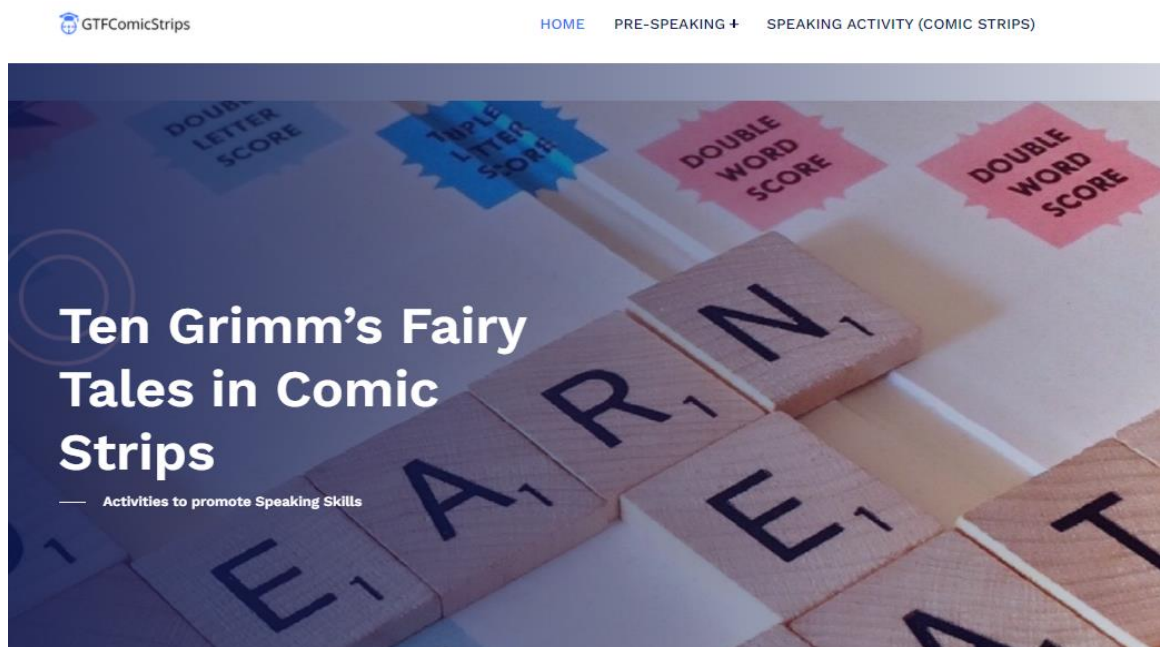 GTFComicStrips
HOME PRE-SPEAKING + SPEAKING ACTIVITY (COMIC STRIPS)
DOUBLE
LETTER
SCORE
TRIPLE
LETTER
SCORE
DOUBLE
WORD
SCORE
DOUBLE
WORD
SCORE
Ten Grimm's Fairy
Tales in Comic
Strips
Activities to promote Speaking Skills
E1 A1 R1 N1
E1
T
A
1